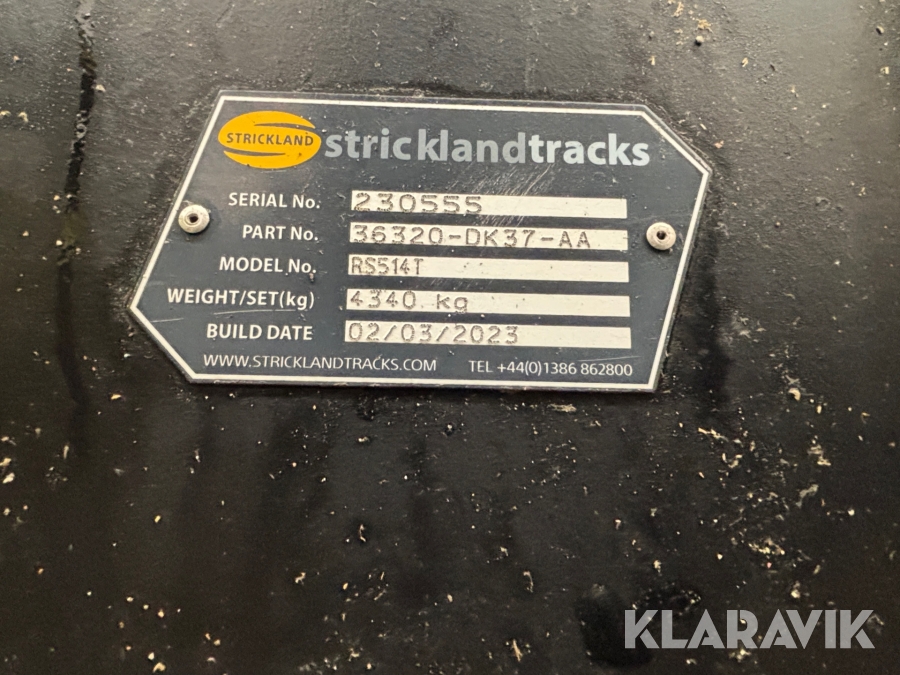 STRICKLAND stricklandtracks
SERIAL No. 230555
PART No. 36320-DK37-AA
MODEL No. RS514T
WEIGHT/SET(kg) 4340 kg
BUILD DATE 02/03/2023
WWW.STRICKLANDTRACKS.COM TEL +44(0)1386 862800
KLARAVIK